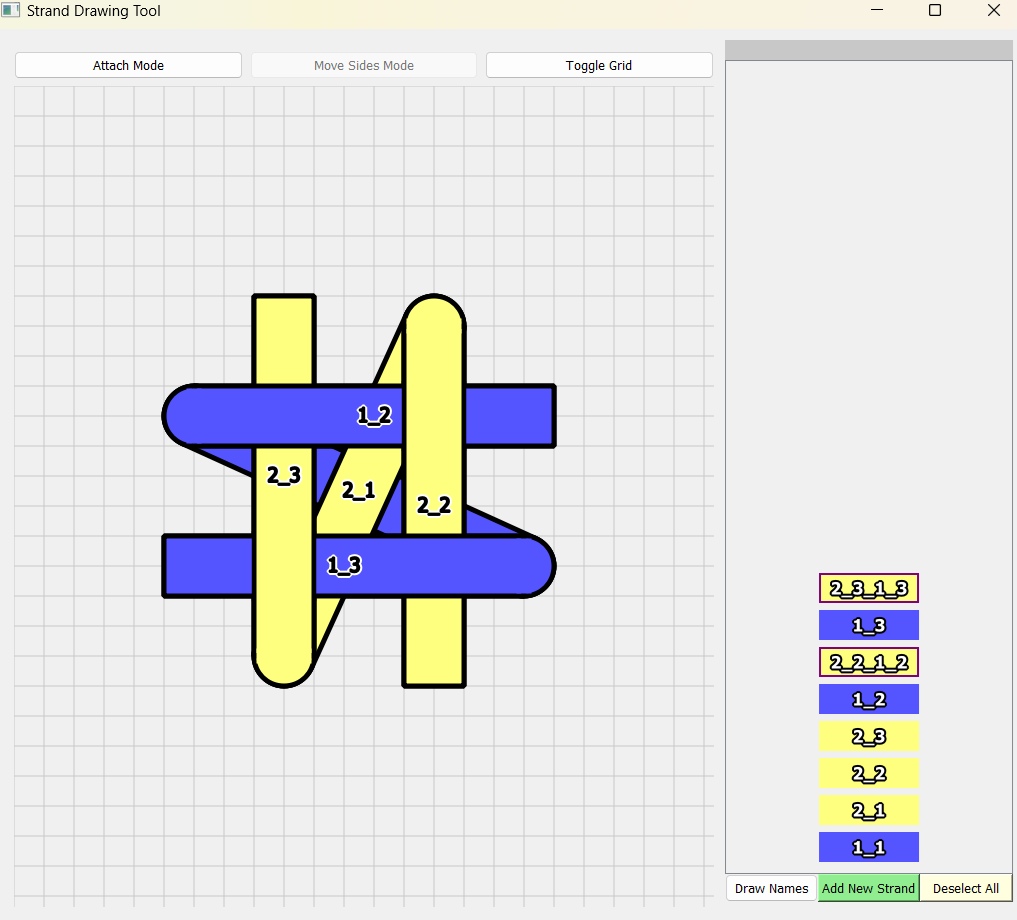 Strand Drawing Tool
Attach Mode
Move Sides Mode
Toggle Grid
1_2
2_3
2_1
2_2
1_3
2_3_1_3
1_3
2_2_1_2
1_2
2_3
2_2
2_1
1_1
Draw Names
Add New Strand
Deselect All